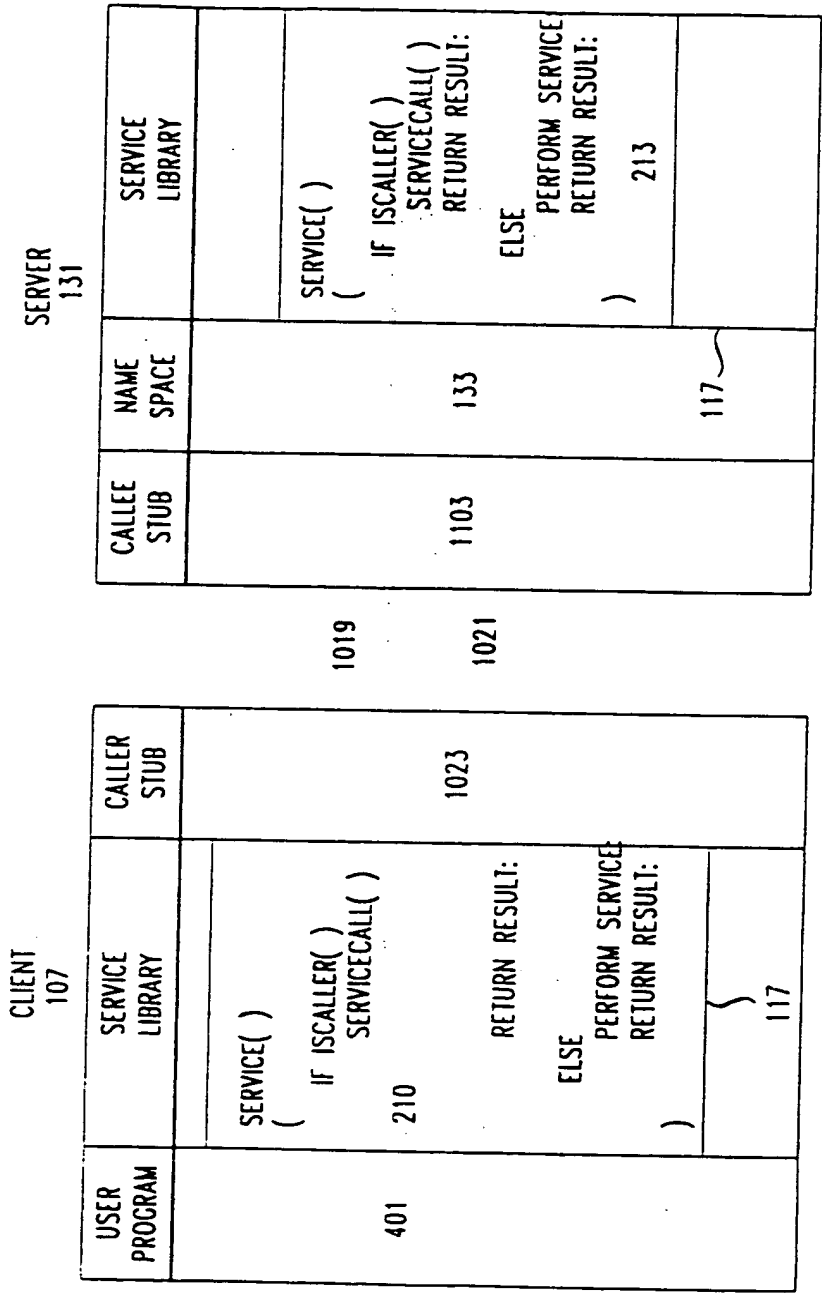 CLIENT
107
USER
PROGRAM
SERVICE
LIBRARY
CALLER
STUB
401
SERVICE( )
(
IF ISCALLER( )
SERVICECALL( )
210
RETURN RESULT:
ELSE
PERFORM SERVICE:
RETURN RESULT:
)
117
1023
1019
1021
SERVER
131
CALLEE
STUB
NAME
SPACE
SERVICE
LIBRARY
1103
133
117
SERVICE( )
(
IF ISCALLER( )
SERVICECALL( )
RETURN RESULT:
ELSE
PERFORM SERVICE:
RETURN RESULT:
)
213